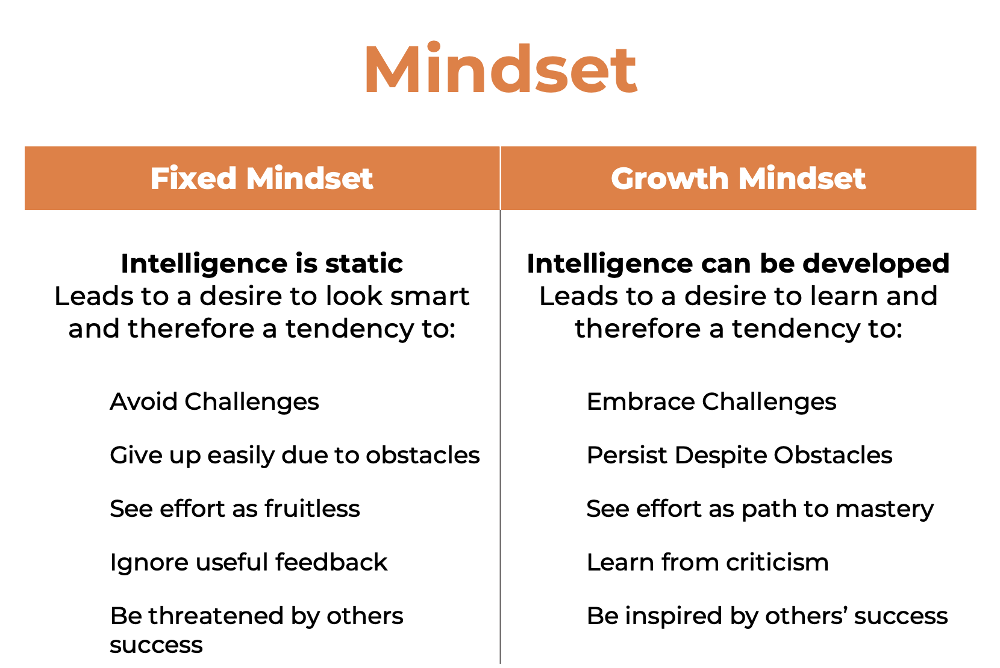 Mindset
Fixed Mindset
Growth Mindset
Intelligence is static
Leads to a desire to look smart
and therefore a tendency to:
Avoid Challenges
Give up easily due to obstacles
See effort as fruitless
Ignore useful feedback
Be threatened by others
success
Intelligence can be developed
Leads to a desire to learn and
therefore a tendency to:
Embrace Challenges
Persist Despite Obstacles
See effort as path to mastery
Learn from criticism
Be inspired by others’ success